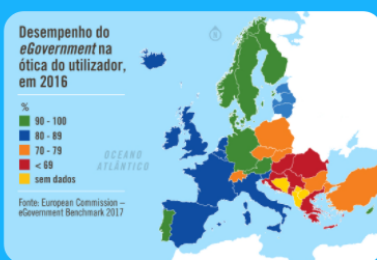 Desempenho do
eGovernment na
ótica do utilizador,
em 2016
%
90 - 100
80 - 89
70 - 79
< 69
sem dados
OCEANO
ATLÂNTICO
Fonte: European Commission –
eGovernment Benchmark 2017